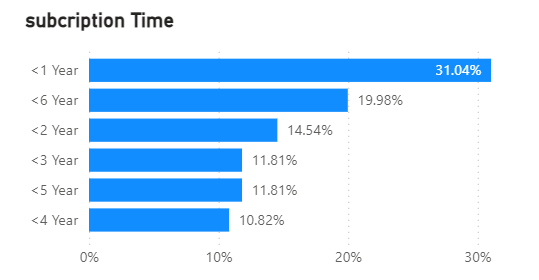 subcription Time
<1 Year 31.04%
<6 Year 19.98%
<2 Year 14.54%
<3 Year 11.81%
<5 Year 11.81%
<4 Year 10.82%
0% 10% 20% 30%